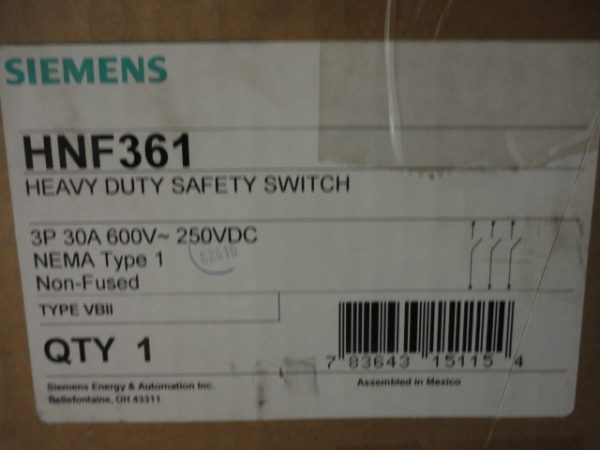 SIEMENS
HNF361
HEAVY DUTY SAFETY SWITCH
3P 30A 600V~ 250VDC
NEMA Type 1
Non-Fused
TYPE VBII
QTY 1
7 83643 15115 4
Siemens Energy & Automation Inc.
Bellefontaine, OH 43311
Assembled in Mexico